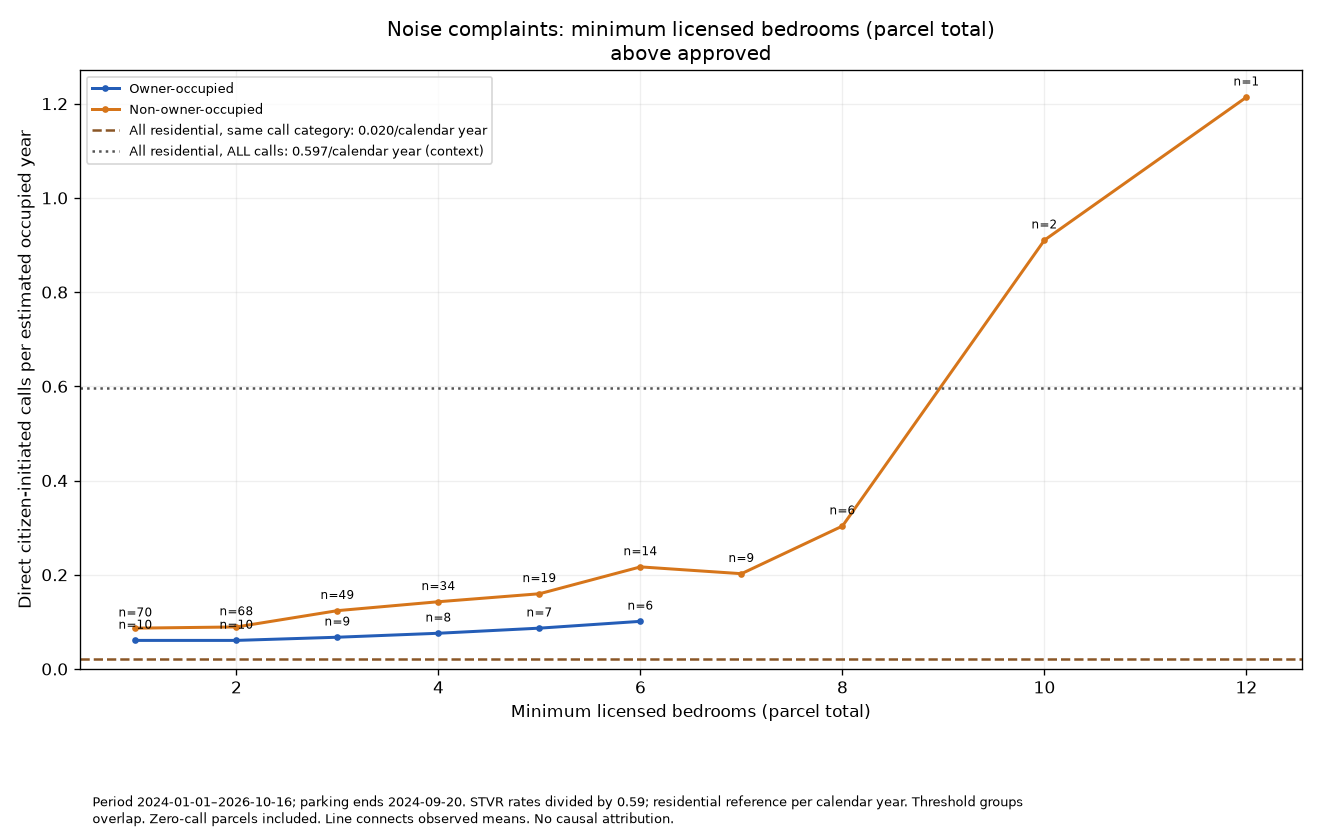 Noise complaints: minimum licensed bedrooms (parcel total)
above approved
Owner-occupied
Non-owner-occupied
All residential, same call category: 0.020/calendar year
All residential, ALL calls: 0.597/calendar year (context)
Direct citizen-initiated calls per estimated occupied year
1.2
1.0
0.8
0.6
0.4
0.2
0.0
n=70
n=10
n=68
n=10
n=49
n=9
n=34
n=8
n=19
n=7
n=14
n=6
n=9
n=6
n=2
n=1
2
4
6
8
10
12
Minimum licensed bedrooms (parcel total)
Period 2024-01-01–2026-10-16; parking ends 2024-09-20. STVR rates divided by 0.59; residential reference per calendar year. Threshold groups
overlap. Zero-call parcels included. Line connects observed means. No causal attribution.